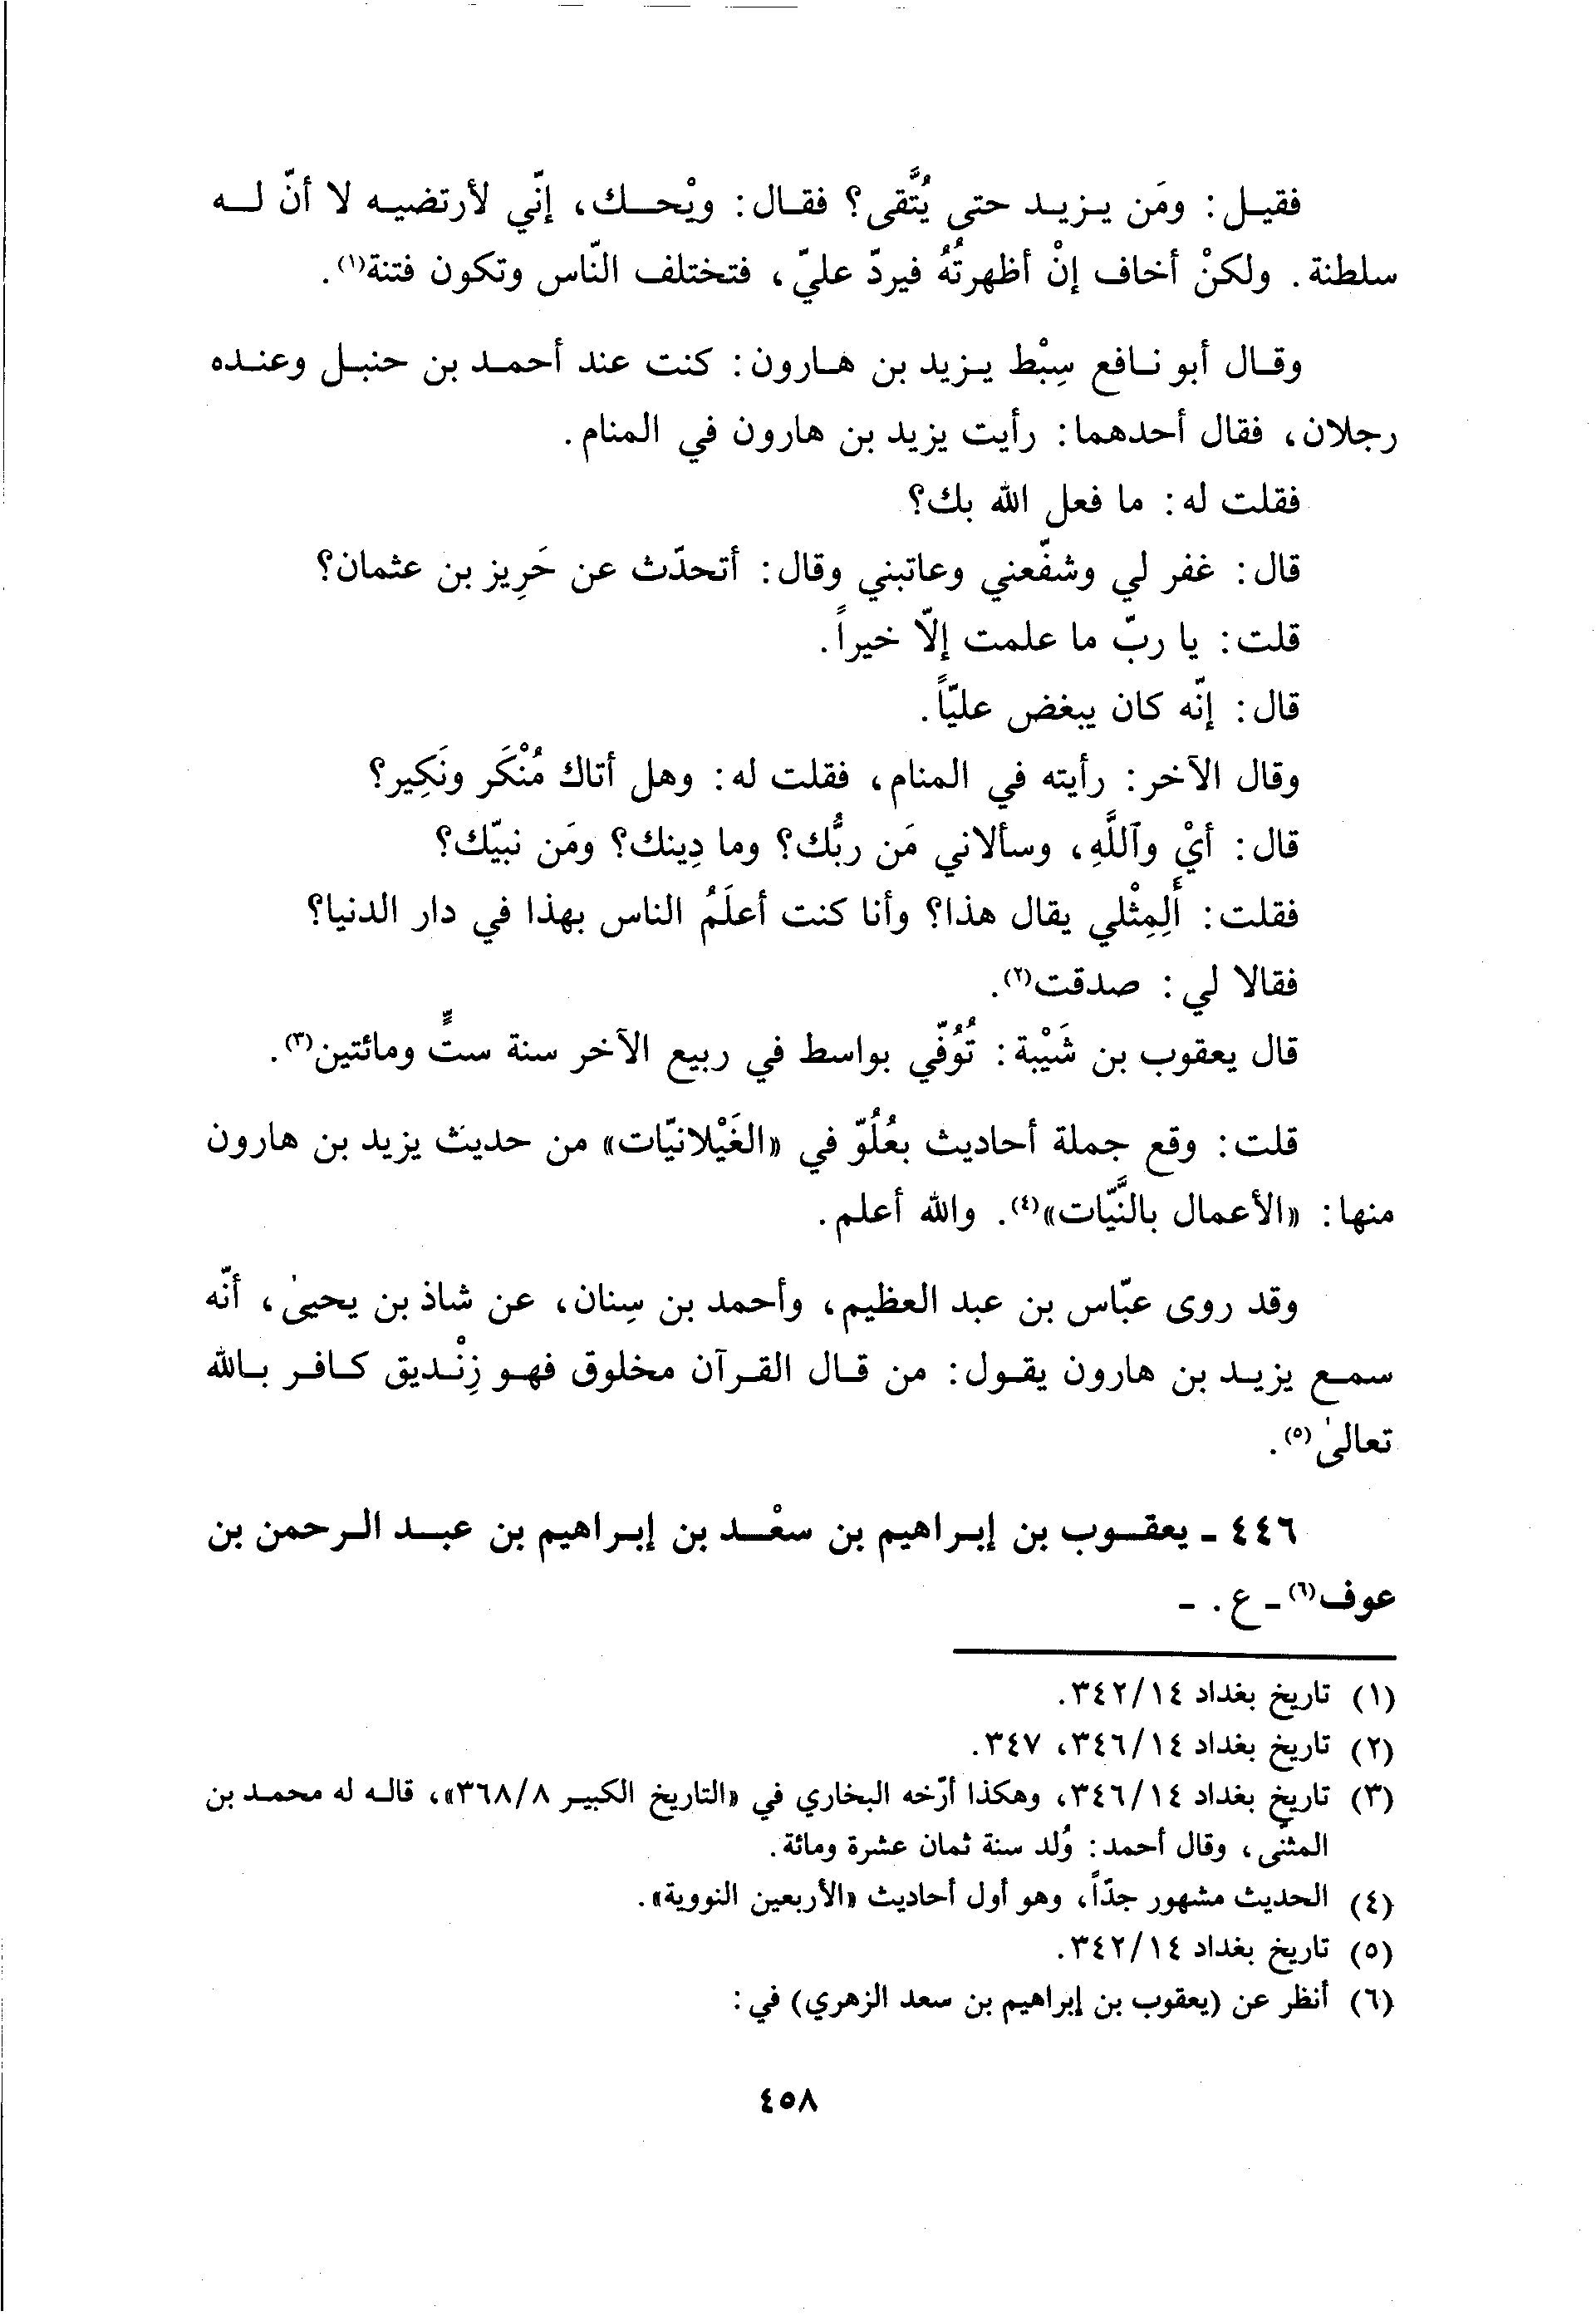 فقيل: ومَن يزيد حتى يُتَّقى؟ فقال: ويْحك، إنّي لأرتضيه لا أنّ له
سلطنة. ولكنْ أخاف إنْ أظهرتُهُ فيردّ عليّ، فتختلف النّاس وتكون فتنة(١).
وقال أبو نافع سِبْط يزيد بن هارون: كنت عند أحمد بن حنبل وعنده
رجلان، فقال أحدهما: رأيت يزيد بن هارون في المنام.
فقلت له: ما فعل الله بك؟
قال: غفر لي وشفّعني وعاتبني وقال: أتحدّث عن حَرِيز بن عثمان؟
قلت: يا ربّ ما علمت إلّا خيراً.
قال: إنّه كان يبغض عليّاً.
وقال الآخر: رأيته في المنام، فقلت له: وهل أتاك مُنْكَر ونَكِير؟
قال: أيْ وٱللَّهِ، وسألاني مَن ربُّك؟ وما دِينك؟ ومَن نبيّك؟
فقلت: أَلِمِثْلي يقال هذا؟ وأنا كنت أعلَمُ الناس بهذا في دار الدنيا؟
فقالا لي: صدقت(٢).
قال يعقوب بن شَيْبة: تُوُفّي بواسط في ربيع الآخر سنة ستٍّ ومائتين(٣).
قلت: وقع جملة أحاديث بعُلُوّ في «الغَيْلانيّات» من حديث يزيد بن هارون
منها: «الأعمال بالنَّيّات»(٤). والله أعلم.
وقد روى عبّاس بن عبد العظيم، وأحمد بن سِنان، عن شاذ بن يحيىٰ، أنّه
سمع يزيد بن هارون يقول: من قال القرآن مخلوق فهو زِنْديق كافر بالله
تعالىٰ(٥).
٤٤٦ - يعقوب بن إبراهيم بن سعْد بن إبراهيم بن عبد الرحمن بن
عوف(٦) - ع. -
(١) تاريخ بغداد ٣٤٢/١٤.
(٢) تاريخ بغداد ٣٤٦/١٤، ٣٤٧.
(٣) تاريخ بغداد ٣٤٦/١٤، وهكذا أرّخه البخاري في «التاريخ الكبير ٣٦٨/٨»، قاله له محمد بن
المثنّى، وقال أحمد: وُلد سنة ثمان عشرة ومائة.
(٤) الحديث مشهور جدّاً، وهو أول أحاديث «الأربعين النووية».
(٥) تاريخ بغداد ٣٤٢/١٤.
(٦) أنظر عن (يعقوب بن إبراهيم بن سعد الزهري) في:
٤٥٨